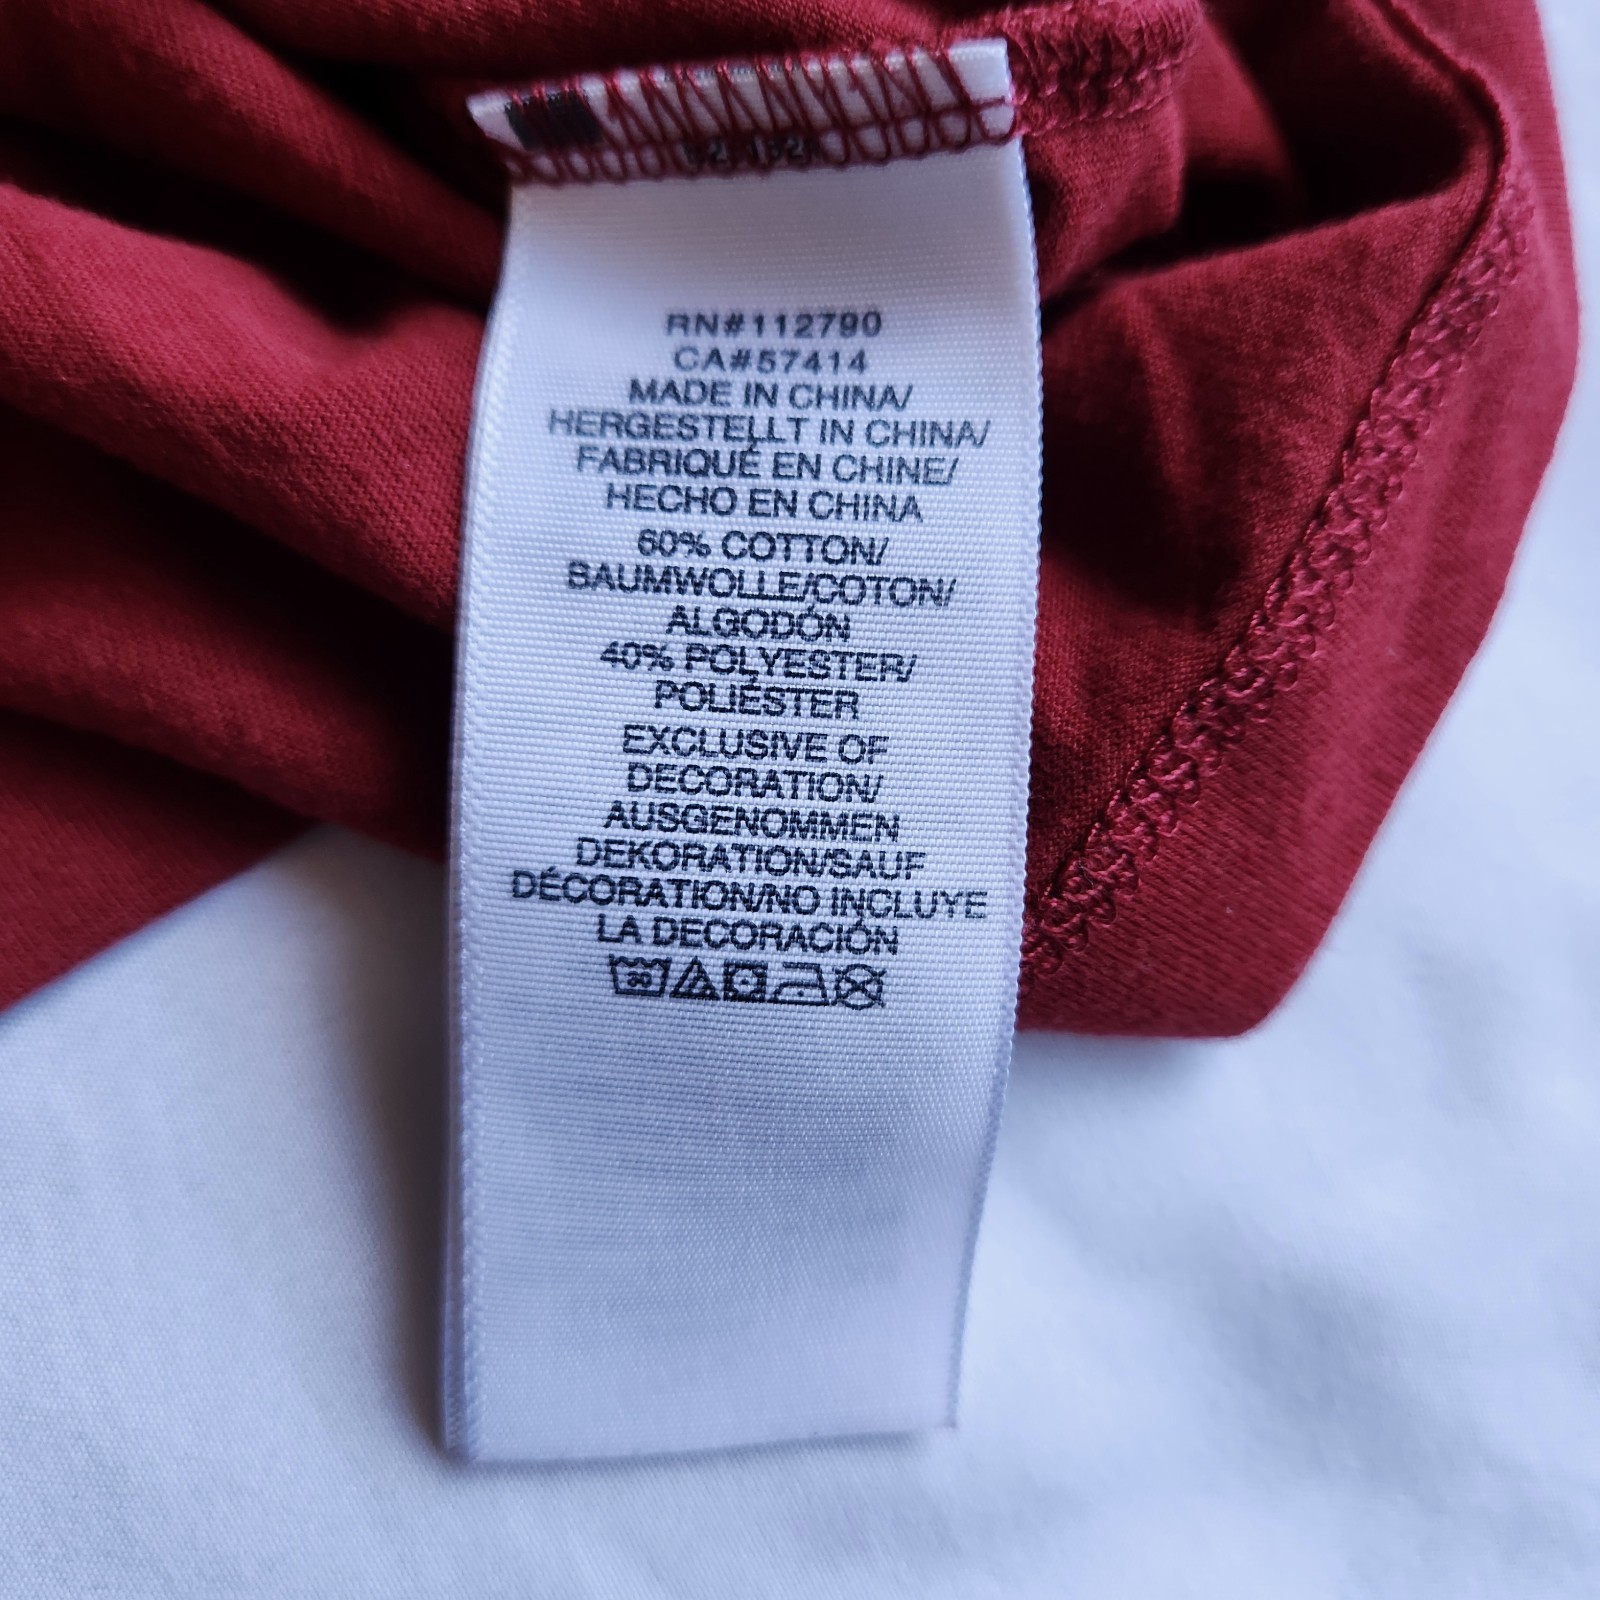 RN#112790
CA#57414
MADE IN CHINA/
HERGESTELLT IN CHINA/
FABRIQUÉ EN CHINE/
HECHO EN CHINA
60% COTTON/
BAUMWOLLE/COTON/
ALGODÓN
40% POLYESTER/
POLIÉSTER
EXCLUSIVE OF
DECORATION/
AUSGENOMMEN
DEKORATION/SAUF
DÉCORATION/NO INCLUYE
LA DECORACIÓN
30